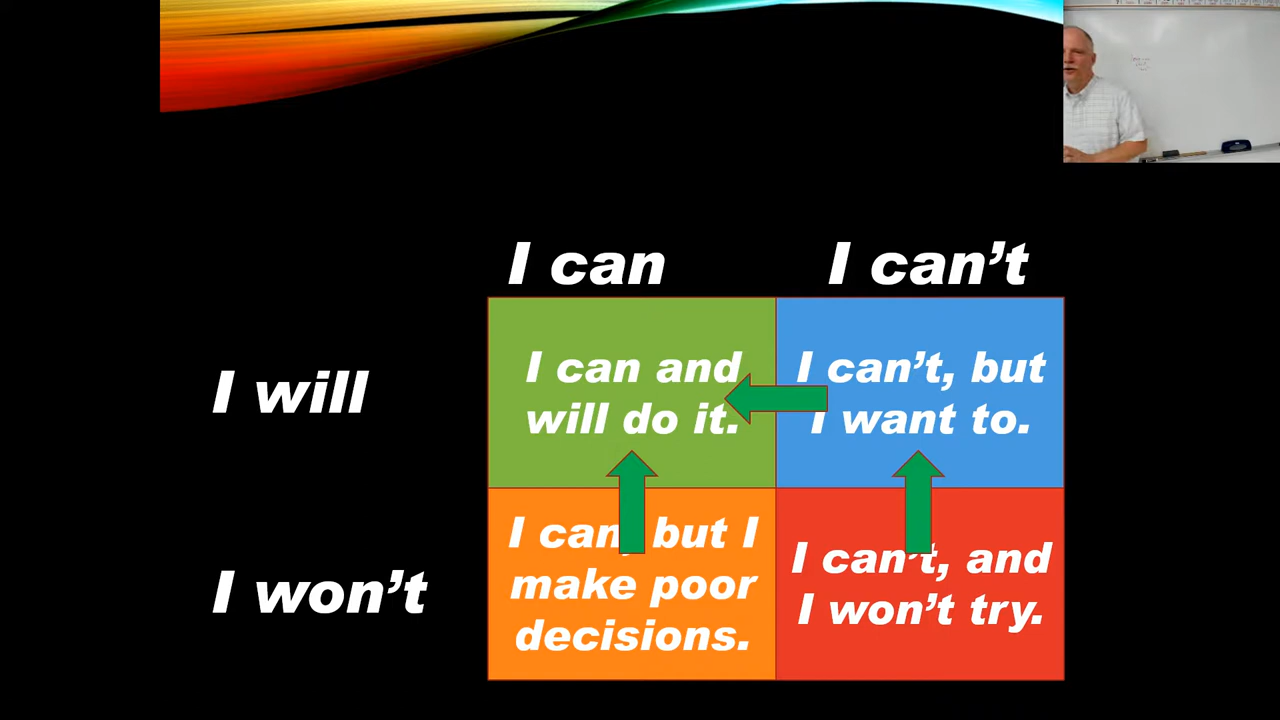 I can
I can’t
I will
I can and
will do it.
I can’t, but
I want to.
I won’t
I can, but I
make poor
decisions.
I can’t, and
I won’t try.